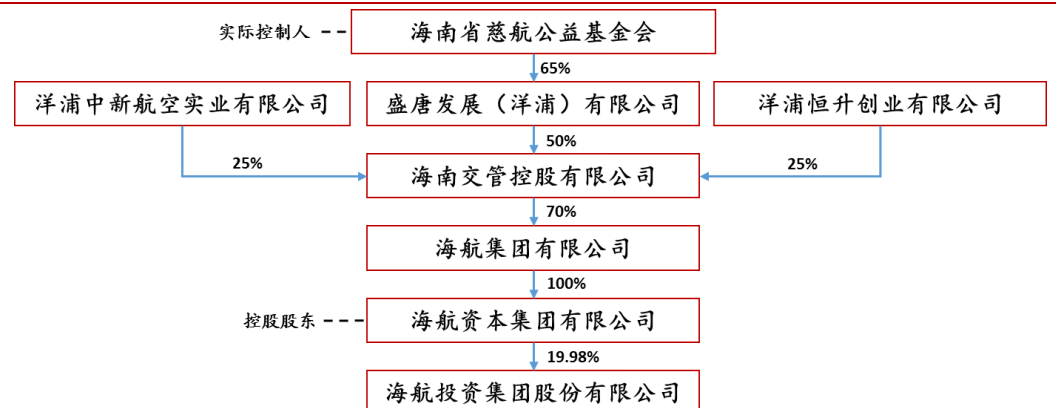 实际控制人
海南省慈航公益基金会
65%
洋浦中新航空实业有限公司
盛唐发展（洋浦）有限公司
洋浦恒升创业有限公司
50%
25%
25%
海南交管控股有限公司
70%
海航集团有限公司
100%
控股股东
海航资本集团有限公司
19.98%
海航投资集团股份有限公司